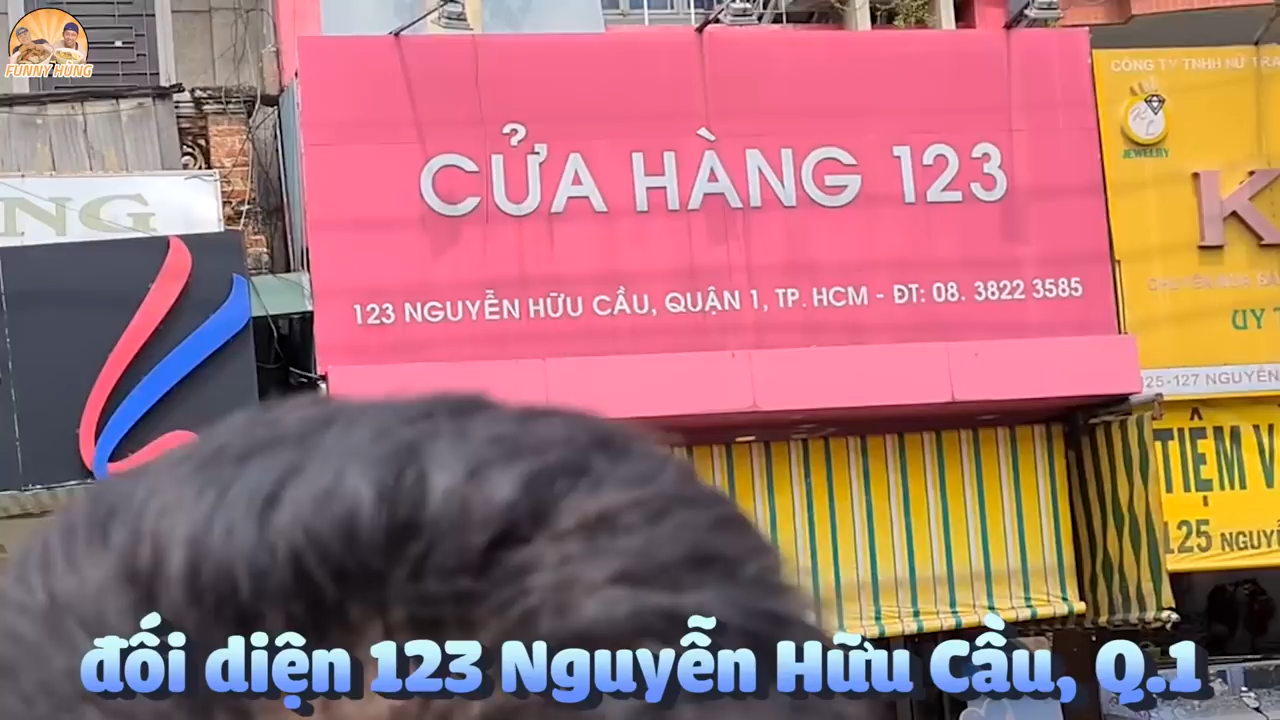 FUNNY HÙNG
CỬA HÀNG 123
123 NGUYỄN HỮU CẦU, QUẬN 1, TP. HCM - ĐT: 08. 3822 3585
CÔNG TY TNHH NỮ TRA
K L
JEWELRY
K
UY
25-127 NGUYỄN
TIỆM V
125 NGUY
NG
đối diện 123 Nguyễn Hữu Cầu, Q.1